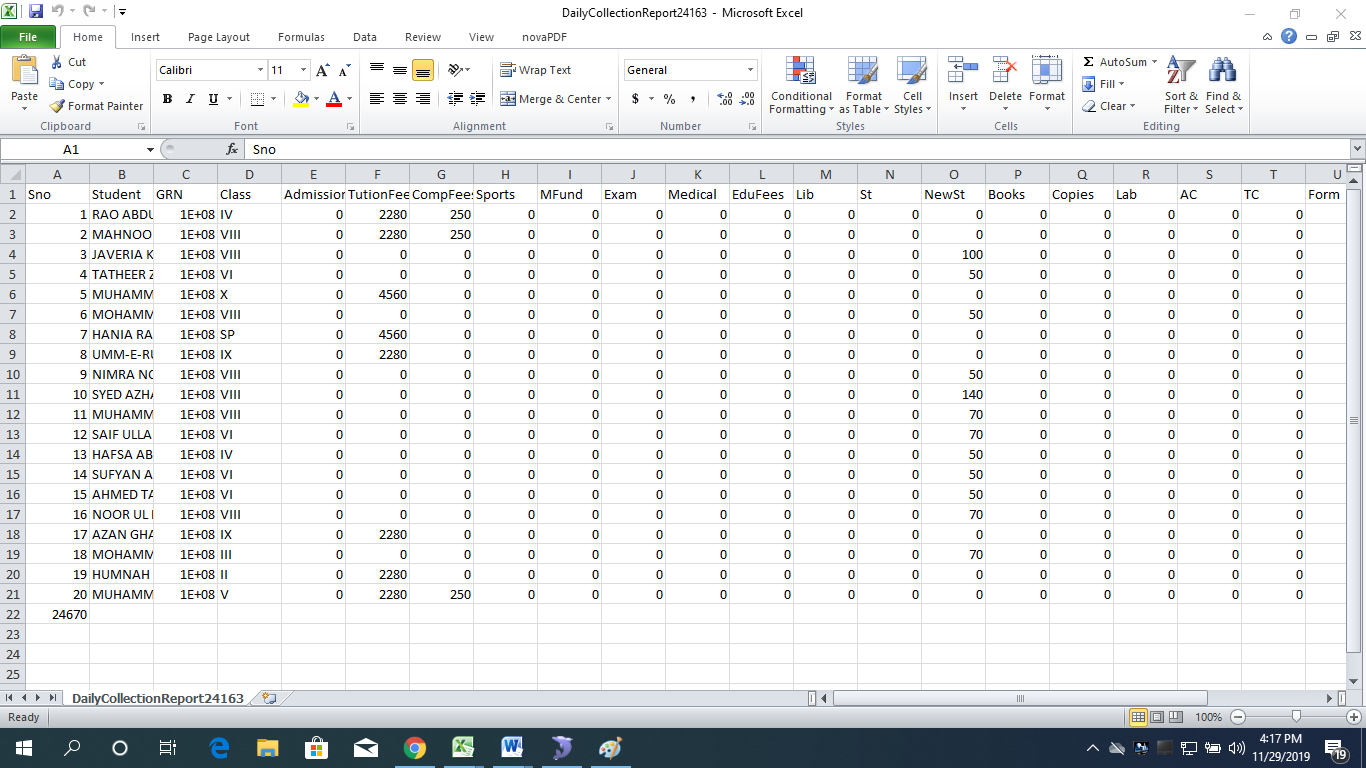 DailyCollectionReport24163 - Microsoft Excel
File Home Insert Page Layout Formulas Data Review View novaPDF
Paste Cut Copy Format Painter Calibri 11 Wrap Text Merge & Center General Conditional Formatting Format as Table Cell Styles Insert Delete Format AutoSum Fill Clear Sort & Filter Find & Select
Clipboard Font Alignment Number Styles Cells Editing
A1 fx Sno
A B C D E F G H I J K L M N O P Q R S T U
1 Sno Student GRN Class Admission TutionFee CompFees Sports MFund Exam Medical EduFees Lib St NewSt Books Copies Lab AC TC Form
2 1 RAO ABDU 1E+08 IV 0 2280 250 0 0 0 0 0 0 0 0 0 0 0 0 0
3 2 MAHNOO 1E+08 VIII 0 2280 250 0 0 0 0 0 0 0 0 0 0 0 0 0
4 3 JAVERIA K 1E+08 VIII 0 0 0 0 0 0 0 0 0 0 100 0 0 0 0 0
5 4 TATHEER Z 1E+08 VI 0 0 0 0 0 0 0 0 0 0 50 0 0 0 0 0
6 5 MUHAMM 1E+08 X 0 4560 0 0 0 0 0 0 0 0 0 0 0 0 0 0
7 6 MOHAMM 1E+08 VIII 0 0 0 0 0 0 0 0 0 0 50 0 0 0 0 0
8 7 HANIA RA 1E+08 SP 0 4560 0 0 0 0 0 0 0 0 0 0 0 0 0 0
9 8 UMM-E-RU 1E+08 IX 0 2280 0 0 0 0 0 0 0 0 0 0 0 0 0 0
10 9 NIMRA NO 1E+08 VIII 0 0 0 0 0 0 0 0 0 0 50 0 0 0 0 0
11 10 SYED AZHA 1E+08 VIII 0 0 0 0 0 0 0 0 0 0 140 0 0 0 0 0
12 11 MUHAMM 1E+08 VIII 0 0 0 0 0 0 0 0 0 0 70 0 0 0 0 0
13 12 SAIF ULLA 1E+08 VI 0 0 0 0 0 0 0 0 0 0 70 0 0 0 0 0
14 13 HAFSA AB 1E+08 IV 0 0 0 0 0 0 0 0 0 0 50 0 0 0 0 0
15 14 SUFYAN A 1E+08 VI 0 0 0 0 0 0 0 0 0 0 50 0 0 0 0 0
16 15 AHMED TA 1E+08 VI 0 0 0 0 0 0 0 0 0 0 50 0 0 0 0 0
17 16 NOOR UL 1E+08 VIII 0 0 0 0 0 0 0 0 0 0 70 0 0 0 0 0
18 17 AZAN GHA 1E+08 IX 0 2280 0 0 0 0 0 0 0 0 0 0 0 0 0 0
19 18 MOHAMM 1E+08 III 0 0 0 0 0 0 0 0 0 0 70 0 0 0 0 0
20 19 HUMNAH 1E+08 II 0 2280 0 0 0 0 0 0 0 0 0 0 0 0 0 0
21 20 MUHAMM 1E+08 V 0 2280 250 0 0 0 0 0 0 0 0 0 0 0 0 0
22 24670
23
24
25
DailyCollectionReport24163
Ready 100%
4:17 PM
11/29/2019 19